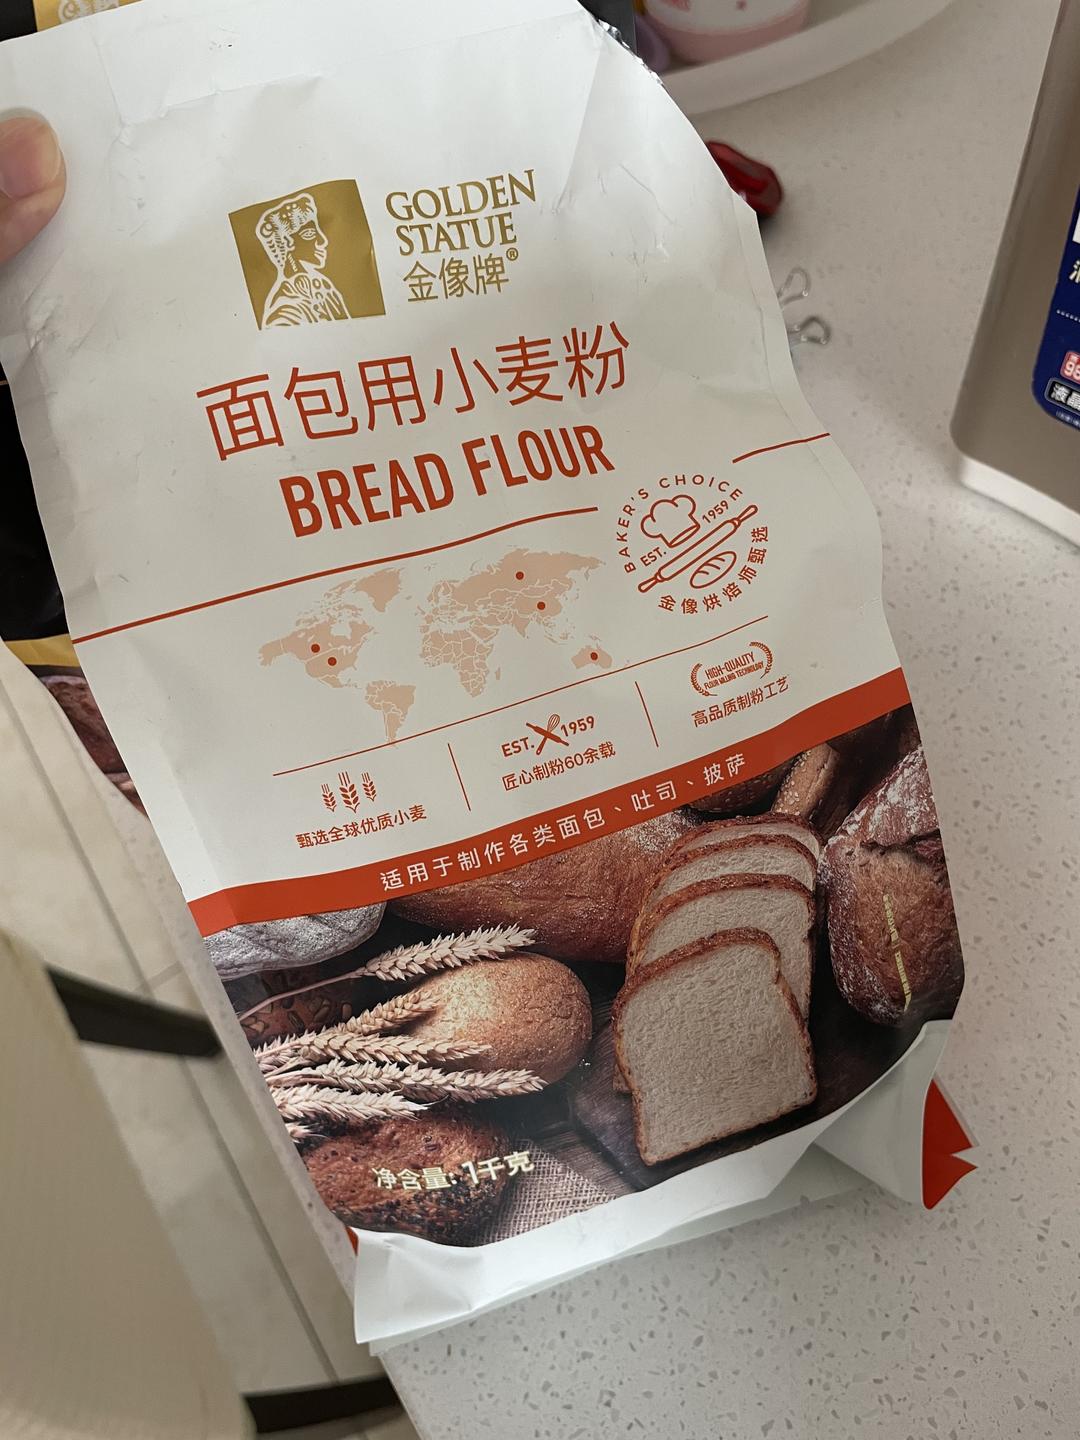 GOLDEN
STATUE
金像牌®
面包用小麦粉
BREAD FLOUR
BAKER'S CHOICE
EST. 1959
金像烘焙师甄选
甄选全球优质小麦
EST. 1959
匠心制粉60余载
HIGH-QUALITY
FLOUR MILLING TECHNOLOGY
高品质制粉工艺
适用于制作各类面包、吐司、披萨
净含量: 1千克